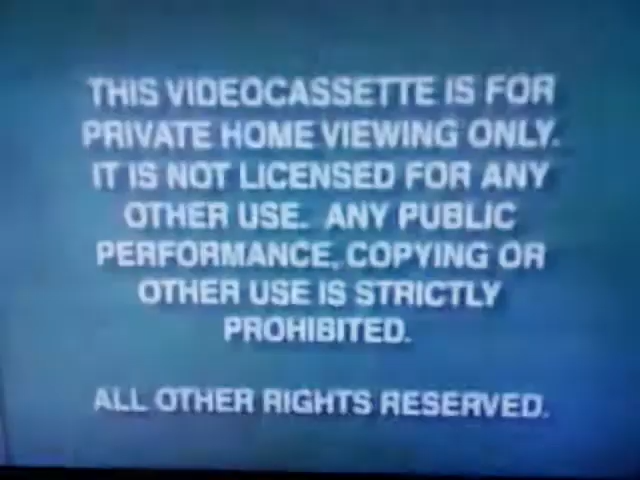 THIS VIDEOCASSETTE IS FOR
PRIVATE HOME VIEWING ONLY.
IT IS NOT LICENSED FOR ANY
OTHER USE. ANY PUBLIC
PERFORMANCE, COPYING OR
OTHER USE IS STRICTLY
PROHIBITED.
ALL OTHER RIGHTS RESERVED.